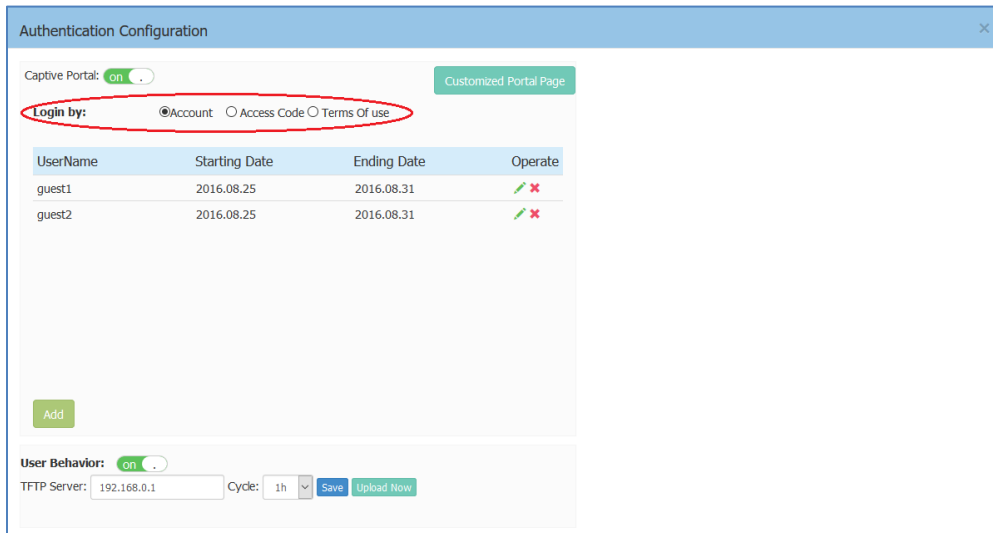 Authentication Configuration
Captive Portal: on
Customized Portal Page
Login by: Account Access Code Terms Of use
UserName Starting Date Ending Date Operate
guest1 2016.08.25 2016.08.31
guest2 2016.08.25 2016.08.31
Add
User Behavior: on
TFTP Server: 192.168.0.1 Cycle: 1h Save Upload Now